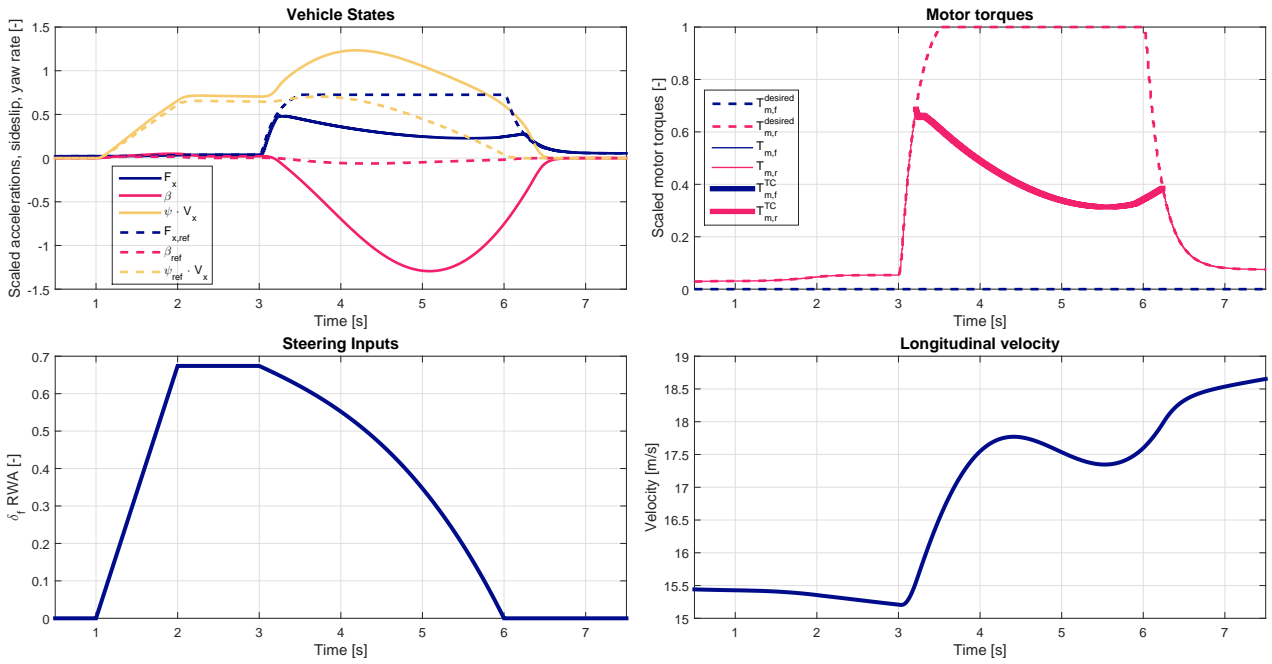 Vehicle States
Scaled accelerations, sideslip, yaw rate [-]
1.5
1
0.5
0
-0.5
-1
-1.5
F_x
β
ψ · V_x
F_x,ref
β_ref
ψ_ref · V_x
1 2 3 4 5 6 7
Time [s]
Motor torques
Scaled motor torques [-]
1
0.8
0.6
0.4
0.2
0
T_m,f^desired
T_m,r^desired
T_m,f
T_m,r
T_m,f^TC
T_m,r^TC
1 2 3 4 5 6 7
Time [s]
Steering Inputs
δ_f RWA [-]
0.7
0.6
0.5
0.4
0.3
0.2
0.1
0
1 2 3 4 5 6 7
Time [s]
Longitudinal velocity
Velocity [m/s]
19
18.5
18
17.5
17
16.5
16
15.5
15
1 2 3 4 5 6 7
Time [s]